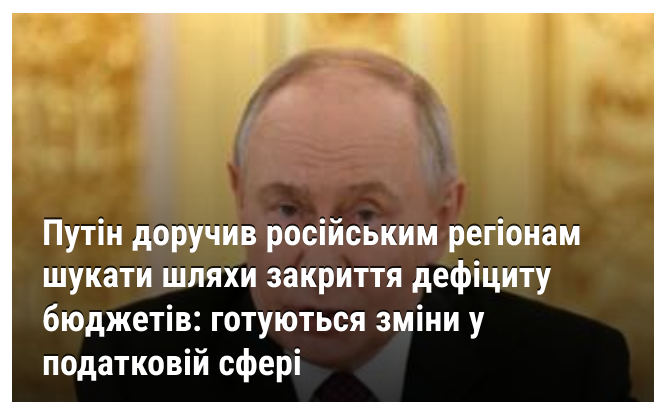 Путін доручив російським регіонам
шукати шляхи закриття дефіциту
бюджетів: готуються зміни у
податковій сфері